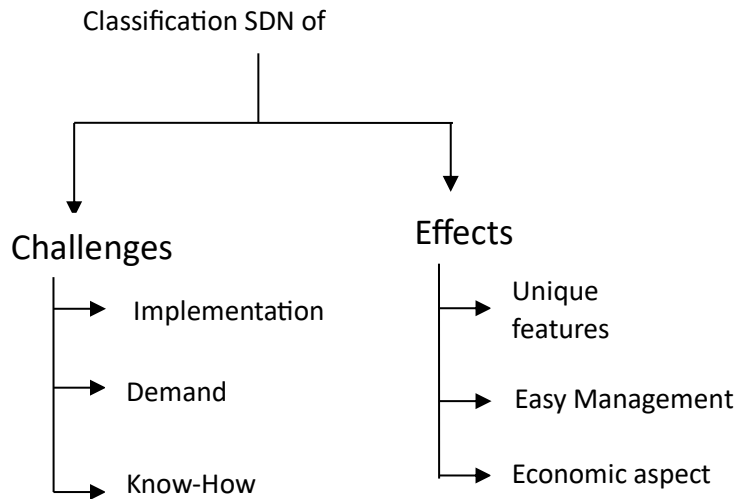 Classification SDN of
Challenges
Implementation
Demand
Know-How
Effects
Unique
features
Easy Management
Economic aspect